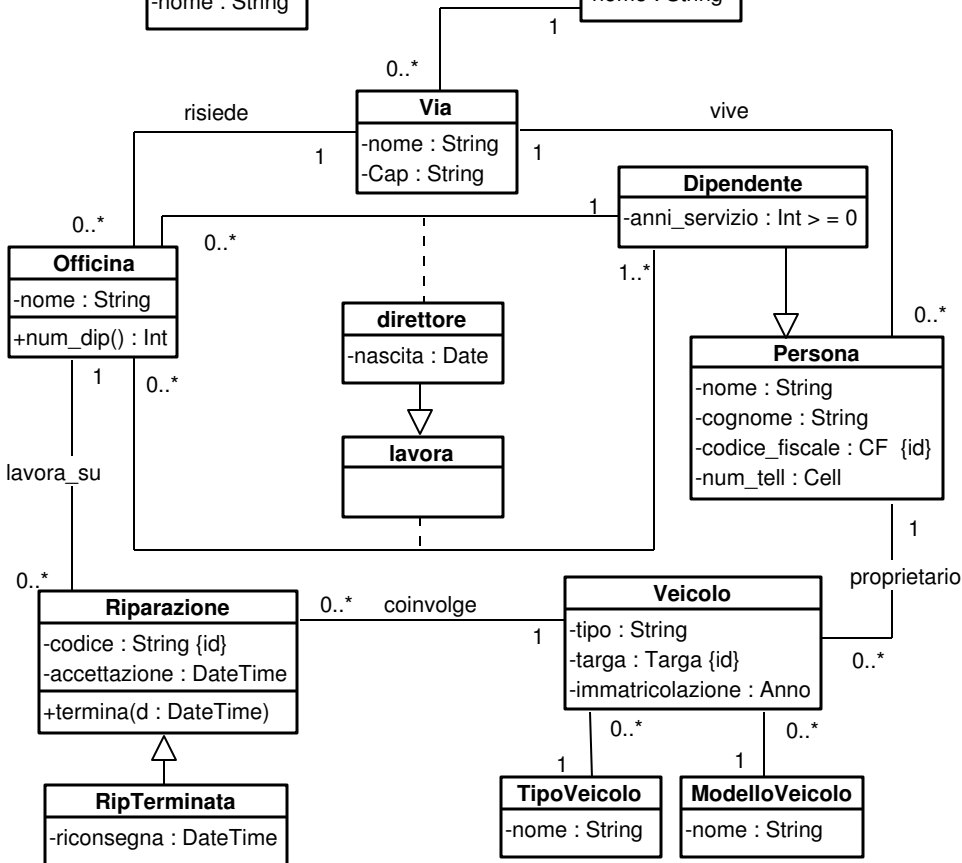 -nome : String
-nome : String
1
0..*
Via
-nome : String
-Cap : String
risiede
1
vive
1
Dipendente
-anni_servizio : Int > = 0
1
0..*
0..*
1..*
Officina
-nome : String
+num_dip() : Int
direttore
-nascita : Date
0..*
Persona
-nome : String
-cognome : String
-codice_fiscale : CF {id}
-num_tell : Cell
1
0..*
lavora
lavora_su
1
proprietario
0..*
Riparazione
-codice : String {id}
-accettazione : DateTime
+termina(d : DateTime)
0..*
coinvolge
1
Veicolo
-tipo : String
-targa : Targa {id}
-immatricolazione : Anno
0..*
0..*
0..*
1
1
RipTerminata
-riconsegna : DateTime
TipoVeicolo
-nome : String
ModelloVeicolo
-nome : String